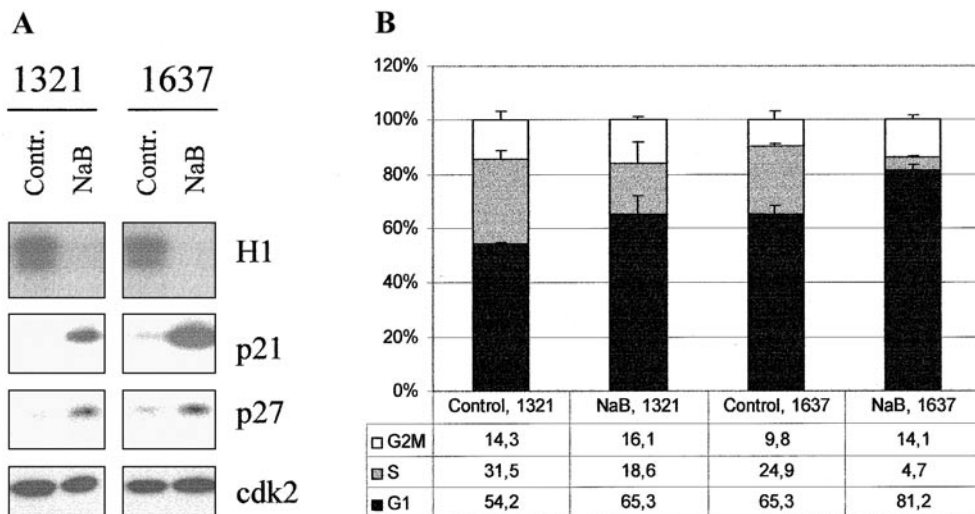 A
1321 1637
Contr. NaB Contr. NaB
H1
p21
p27
cdk2
B
120%
100%
80%
60%
40%
20%
0%
Control, 1321 NaB, 1321 Control, 1637 NaB, 1637
G2M 14,3 16,1 9,8 14,1
S 31,5 18,6 24,9 4,7
G1 54,2 65,3 65,3 81,2